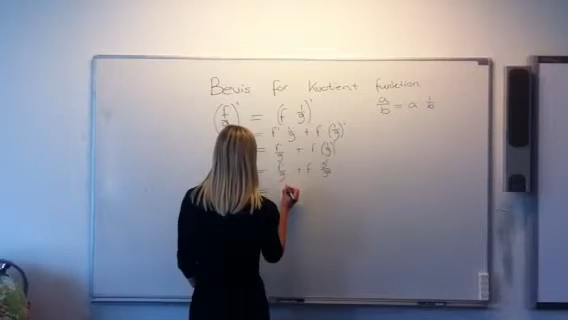 Bevis for Kvotient funktion
(f/g)' = (f 1/g)'
a/b = a 1/b
= f' 1/g + f (1/g)'
= f'/g + f (1/g)'
=
=